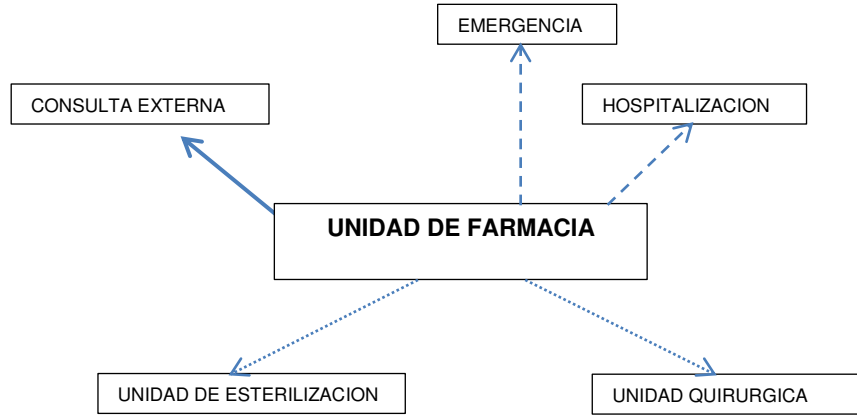 EMERGENCIA
CONSULTA EXTERNA
HOSPITALIZACION
UNIDAD DE FARMACIA
UNIDAD DE ESTERILIZACION
UNIDAD QUIRURGICA